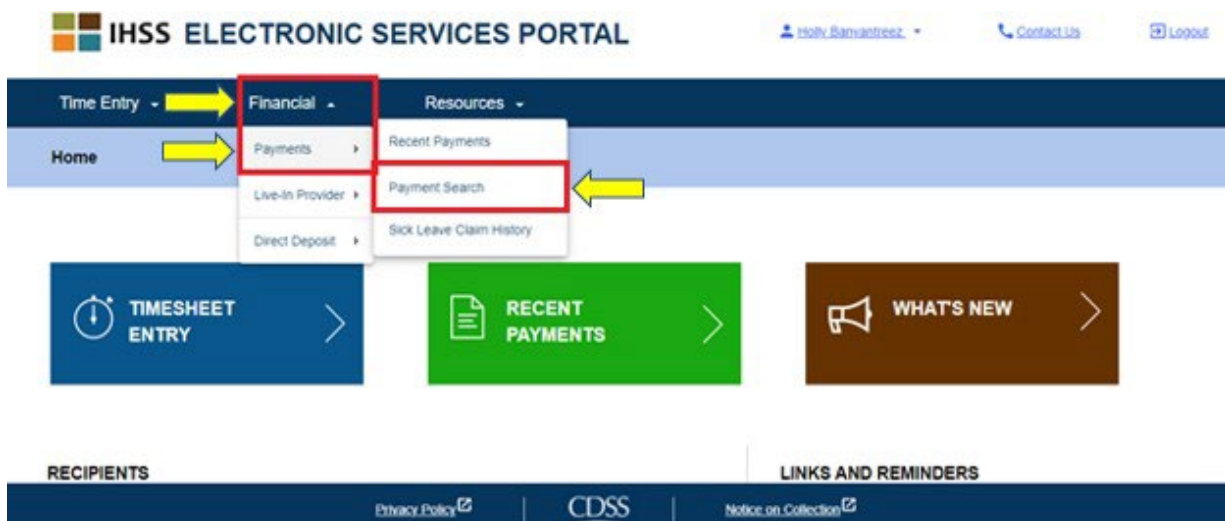 IHSS ELECTRONIC SERVICES PORTAL
Holly Banyantreez
Contact Us
Logout
Time Entry
Financial
Resources
Home
Payments
Recent Payments
Payment Search
Live-In Provider
Sick Leave Claim History
Direct Deposit
TIMESHEET
ENTRY
RECENT
PAYMENTS
WHAT'S NEW
RECIPIENTS
LINKS AND REMINDERS
Privacy Policy
CDSS
Notice on Collection